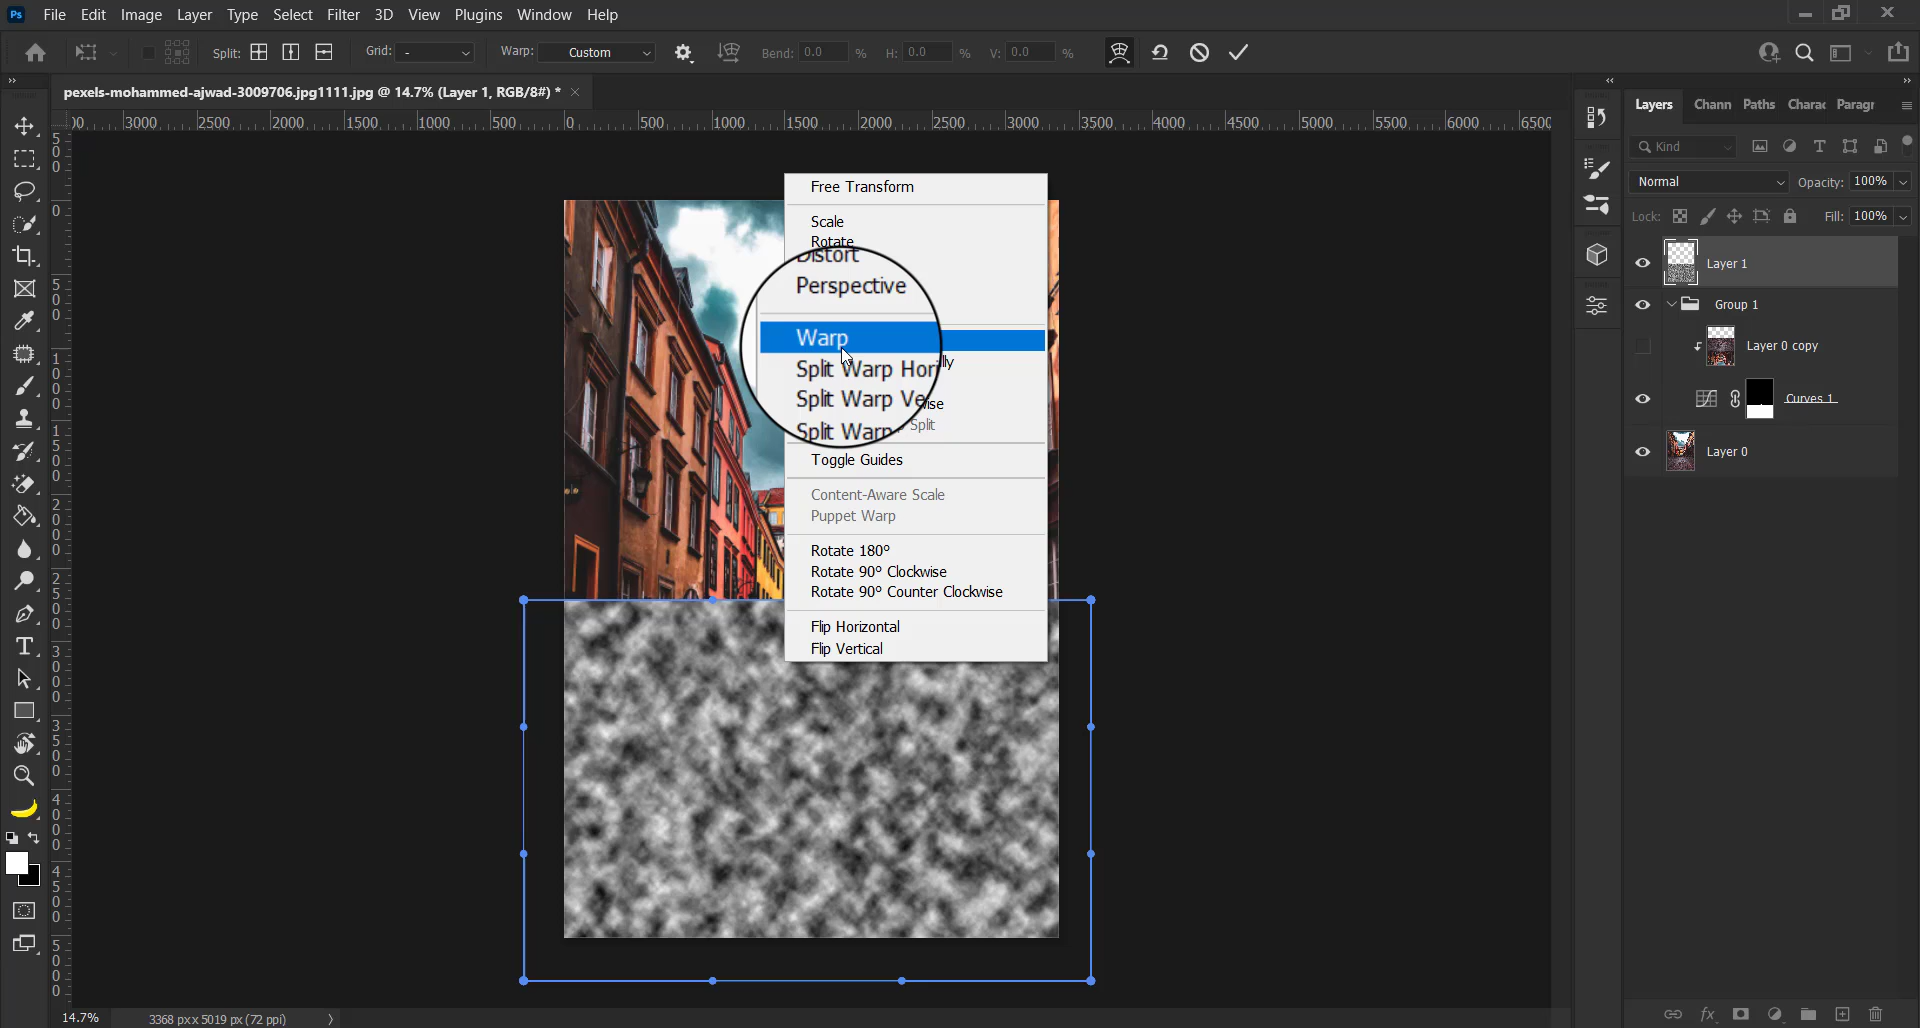 Ps File Edit Image Layer Type Select Filter 3D View Plugins Window Help
Split: Grid: - Warp: Custom Bend: 0.0 % H: 0.0 % V: 0.0 %
pexels-mohammed-ajwad-3009706.jpg1111.jpg @ 14.7% (Layer 1, RGB/8#) * ×
3000 2500 2000 1500 1000 500 0 500 1000 1500 2000 2500 3000 3500 4000 4500 5000 5500 6000 6500
Free Transform
Scale
Rotate
Distort
Perspective
Warp
Split Warp Hori lly
Split Warp Ve
wise
Split Warp Split
Toggle Guides
Content-Aware Scale
Puppet Warp
Rotate 180°
Rotate 90° Clockwise
Rotate 90° Counter Clockwise
Flip Horizontal
Flip Vertical
Layers Chann Paths Charac Paragr
Kind
Normal Opacity: 100%
Lock: Fill: 100%
Layer 1
Group 1
Layer 0 copy
Curves 1
Layer 0
fx
14.7% 3368 px x 5019 px (72 ppi)